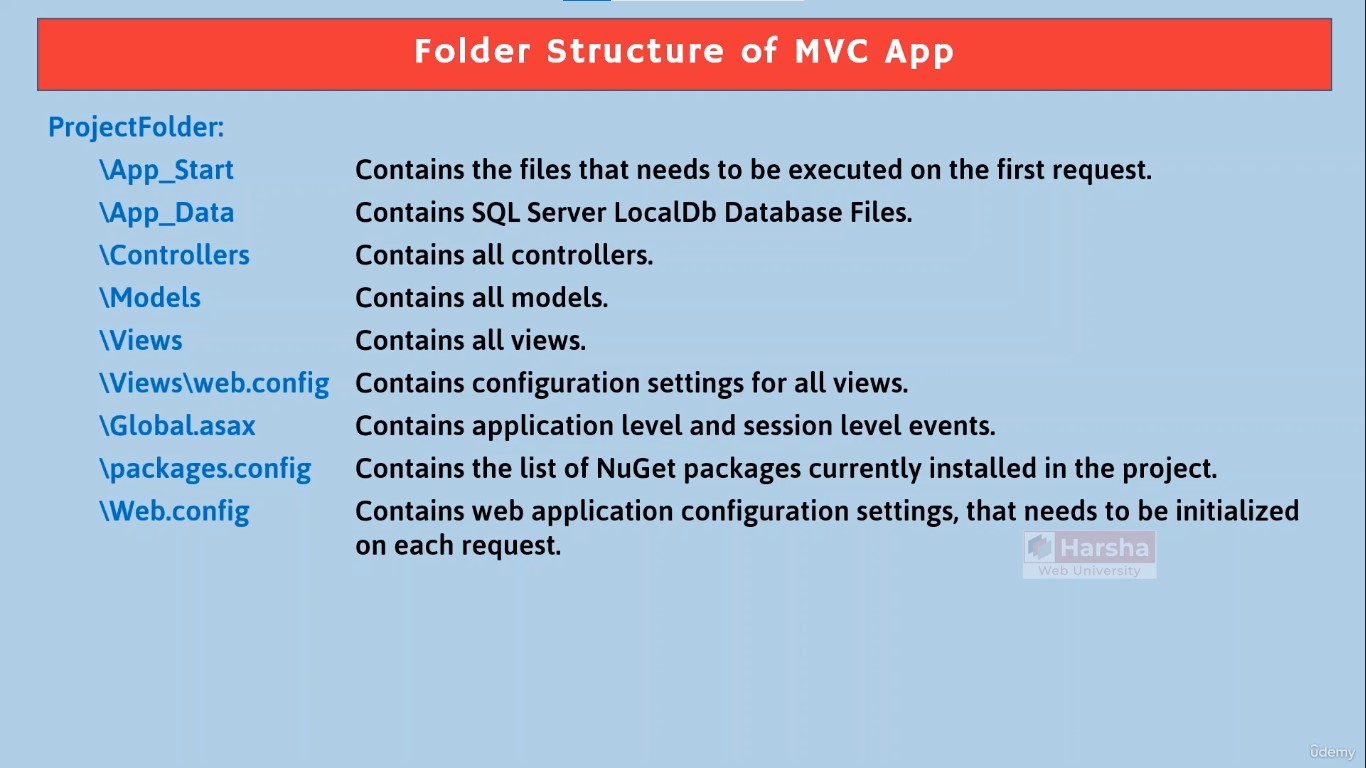 Folder Structure of MVC App
ProjectFolder:
\App_Start Contains the files that needs to be executed on the first request.
\App_Data Contains SQL Server LocalDb Database Files.
\Controllers Contains all controllers.
\Models Contains all models.
\Views Contains all views.
\Views\web.config Contains configuration settings for all views.
\Global.asax Contains application level and session level events.
\packages.config Contains the list of NuGet packages currently installed in the project.
\Web.config Contains web application configuration settings, that needs to be initialized
on each request.
Harsha
Web University
ûdemy